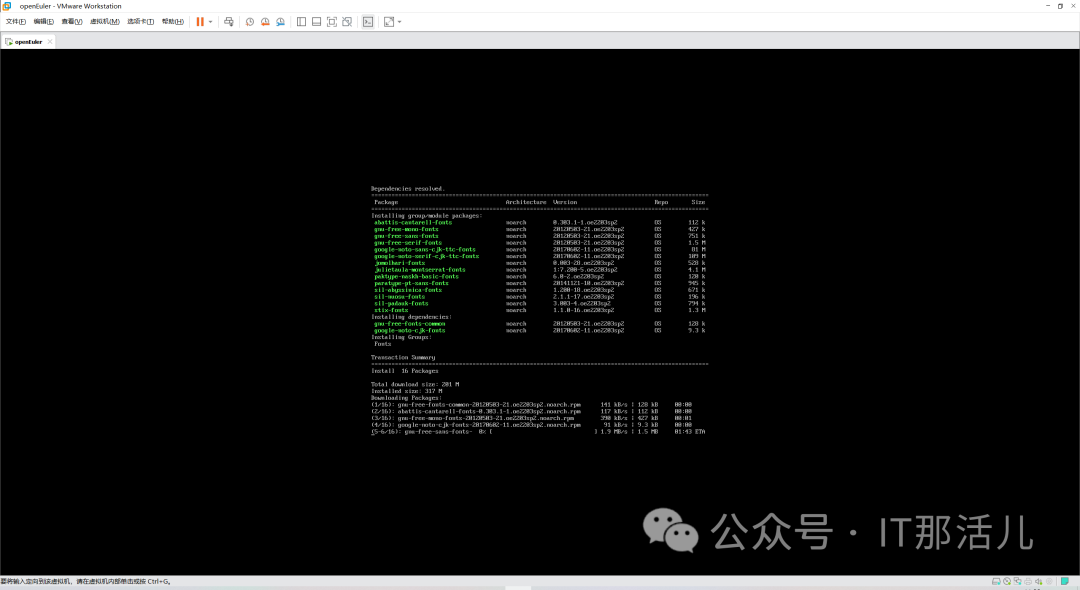 openEuler - VMware Workstation
文件(F) 编辑(E) 查看(V) 虚拟机(M) 选项卡(T) 帮助(H)
openEuler
Dependencies resolved.
Package Architecture Version Repo Size
Installing group/module packages:
abattis-cantarell-fonts noarch 0.303.1-1.oe2203sp2 OS 112 k
gnu-free-mono-fonts noarch 20120503-21.oe2203sp2 OS 427 k
gnu-free-sans-fonts noarch 20120503-21.oe2203sp2 OS 751 k
gnu-free-serif-fonts noarch 20120503-21.oe2203sp2 OS 1.5 M
google-noto-sans-cjk-ttc-fonts noarch 20170602-11.oe2203sp2 OS 81 M
google-noto-serif-cjk-ttc-fonts noarch 20170602-11.oe2203sp2 OS 109 M
jomolhari-fonts noarch 0.003-28.oe2203sp2 OS 528 k
julietaula-montserrat-fonts noarch 1:7.200-5.oe2203sp2 OS 4.1 M
paktype-naskh-basic-fonts noarch 6.0-2.oe2203sp2 OS 120 k
paratype-pt-sans-fonts noarch 20141121-10.oe2203sp2 OS 945 k
sil-abyssinica-fonts noarch 1.200-18.oe2203sp2 OS 671 k
sil-nuosu-fonts noarch 2.1.1-17.oe2203sp2 OS 196 k
sil-padauk-fonts noarch 3.003-4.oe2203sp2 OS 794 k
stix-fonts noarch 1.1.0-16.oe2203sp2 OS 1.3 M
Installing dependencies:
gnu-free-fonts-common noarch 20120503-21.oe2203sp2 OS 128 k
google-noto-cjk-fonts noarch 20170602-11.oe2203sp2 OS 9.3 k
Installing Groups:
Fonts
Transaction Summary
Install 16 Packages
Total download size: 201 M
Installed size: 317 M
Downloading Packages:
(1/16): gnu-free-fonts-common-20120503-21.oe2203sp2.noarch.rpm 141 kB/s | 128 kB 00:00
(2/16): abattis-cantarell-fonts-0.303.1-1.oe2203sp2.noarch.rpm 117 kB/s | 112 kB 00:00
(3/16): gnu-free-mono-fonts-20120503-21.oe2203sp2.noarch.rpm 390 kB/s | 427 kB 00:01
(4/16): google-noto-cjk-fonts-20170602-11.oe2203sp2.noarch.rpm 91 kB/s | 9.3 kB 00:00
(5-6/16): gnu-free-sans-fonts- 0% [ ] 1.9 MB/s | 1.5 MB 01:43 ETA
公众号 · IT那活儿
要将输入定向到该虚拟机，请在虚拟机内部单击或按 Ctrl+G。